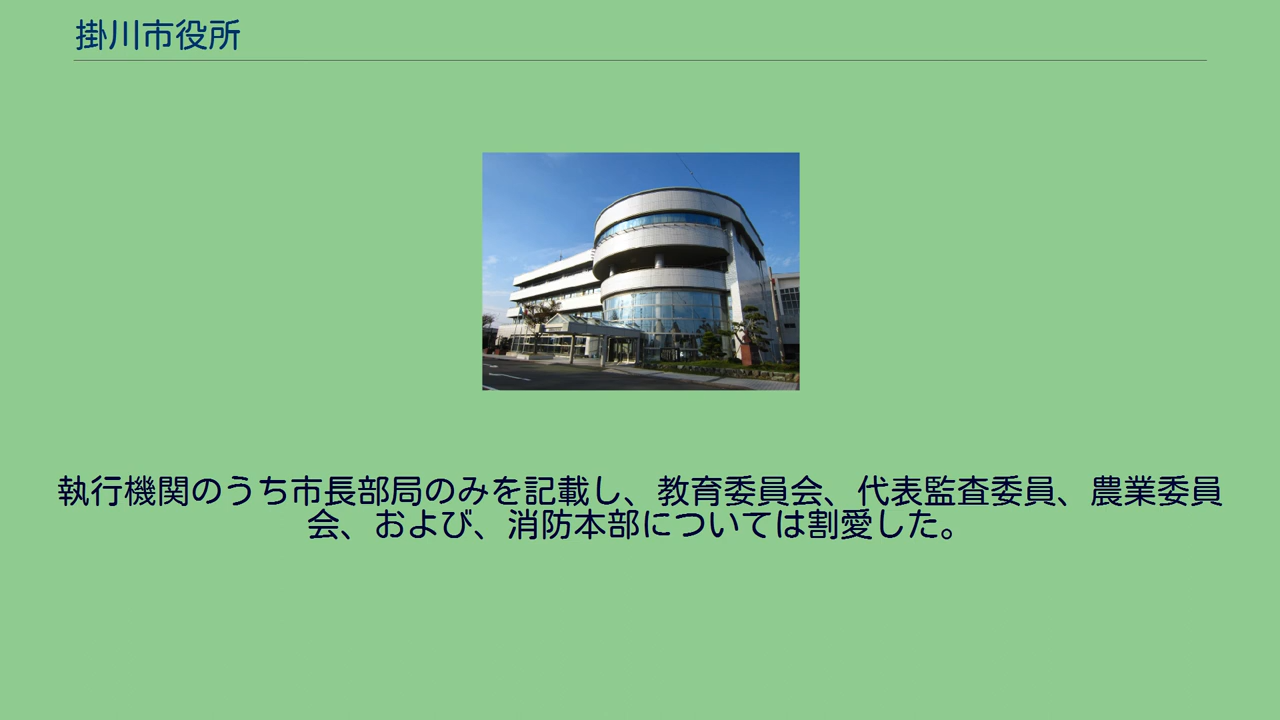 掛川市役所
執行機関のうち市長部局のみを記載し、教育委員会、代表監査委員、農業委員
会、および、消防本部については割愛した。